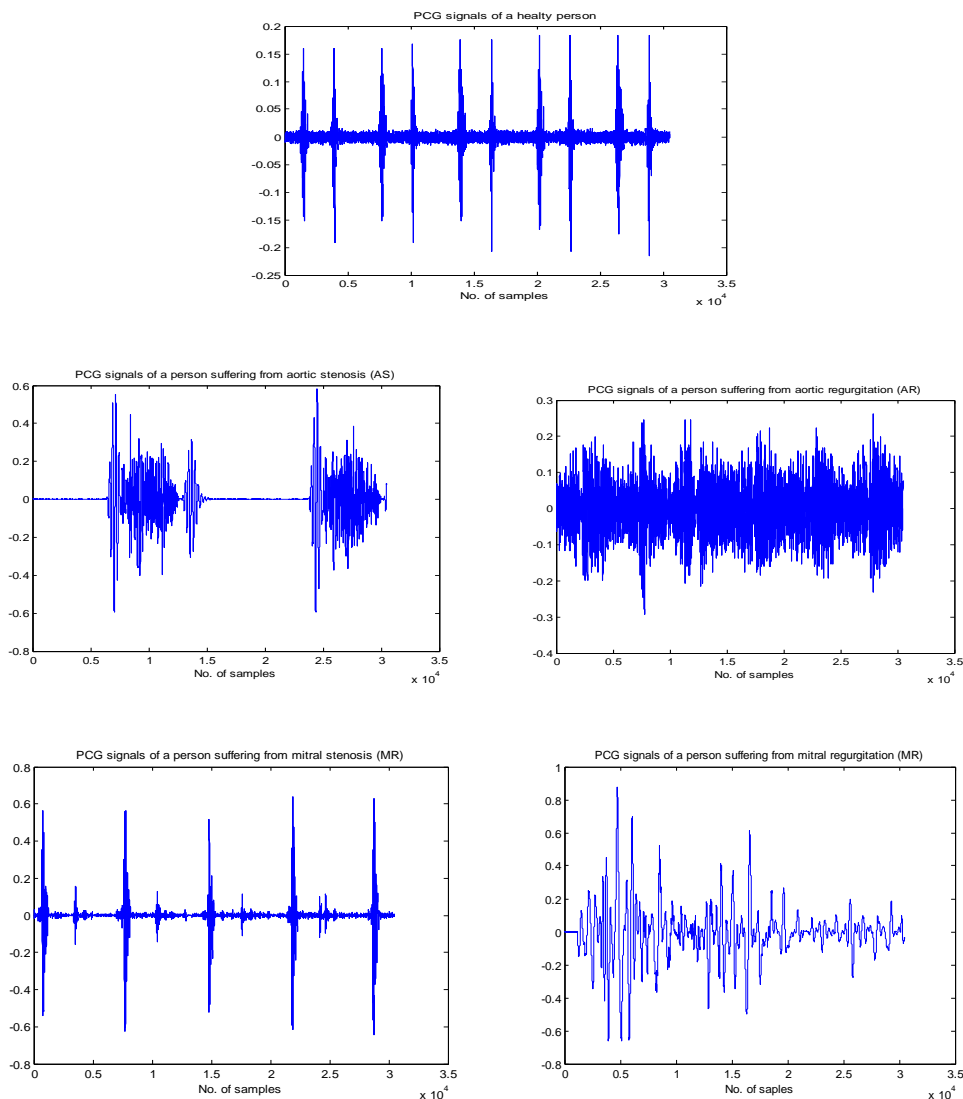 PCG signals of a healty person
0.2
0.15
0.1
0.05
0
-0.05
-0.1
-0.15
-0.2
-0.25
0 0.5 1 1.5 2 2.5 3 3.5
No. of samples
x 10^4
PCG signals of a person suffering from aortic stenosis (AS)
0.6
0.4
0.2
0
-0.2
-0.4
-0.6
-0.8
0 0.5 1 1.5 2 2.5 3 3.5
No. of samples
x 10^4
PCG signals of a person suffering from aortic regurgitation (AR)
0.3
0.2
0.1
0
-0.1
-0.2
-0.3
-0.4
0 0.5 1 1.5 2 2.5 3 3.5
No. of samples
x 10^4
PCG signals of a person suffering from mitral stenosis (MR)
0.8
0.6
0.4
0.2
0
-0.2
-0.4
-0.6
-0.8
0 0.5 1 1.5 2 2.5 3 3.5
No. of samples
x 10^4
PCG signals of a person suffering from mitral regurgitation (MR)
1
0.8
0.6
0.4
0.2
0
-0.2
-0.4
-0.6
-0.8
0 0.5 1 1.5 2 2.5 3 3.5
No. of saples
x 10^4